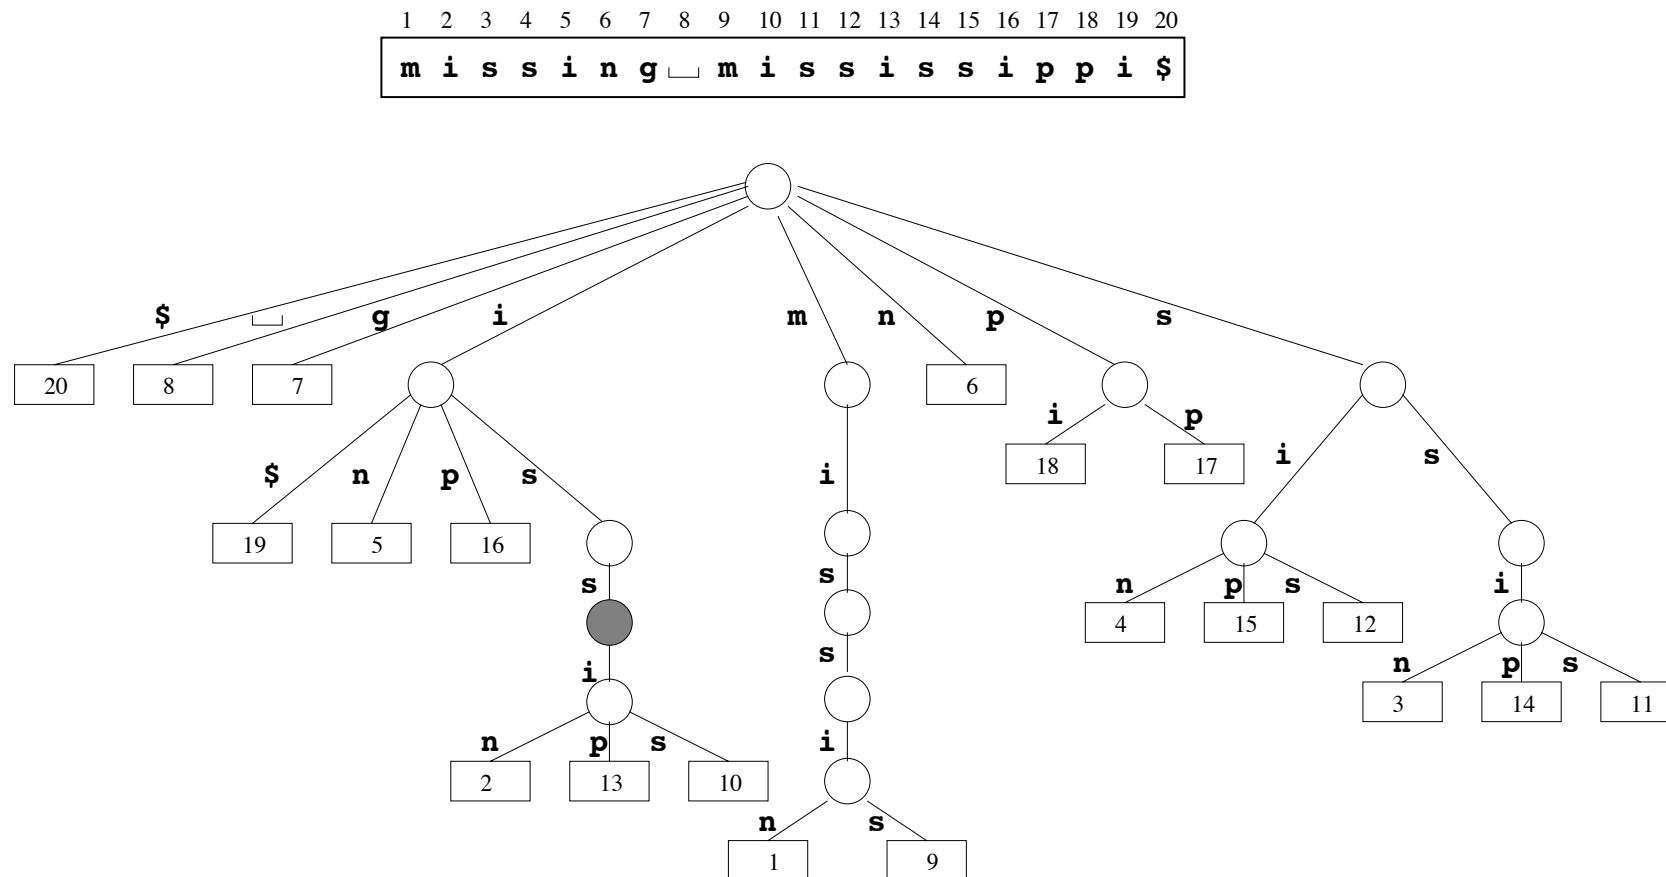 1 2 3 4 5 6 7 8 9 10 11 12 13 14 15 16 17 18 19 20
m i s s i n g ␣ m i s s i s s i p p i $
$ ␣ g i m n p s
20 8 7 6
i p
18 17
$ n p s i i s
19 5 16
s s n p s i
4 15 12
i s n p s
3 14 11
n p s i
2 13 10
n s
1 9